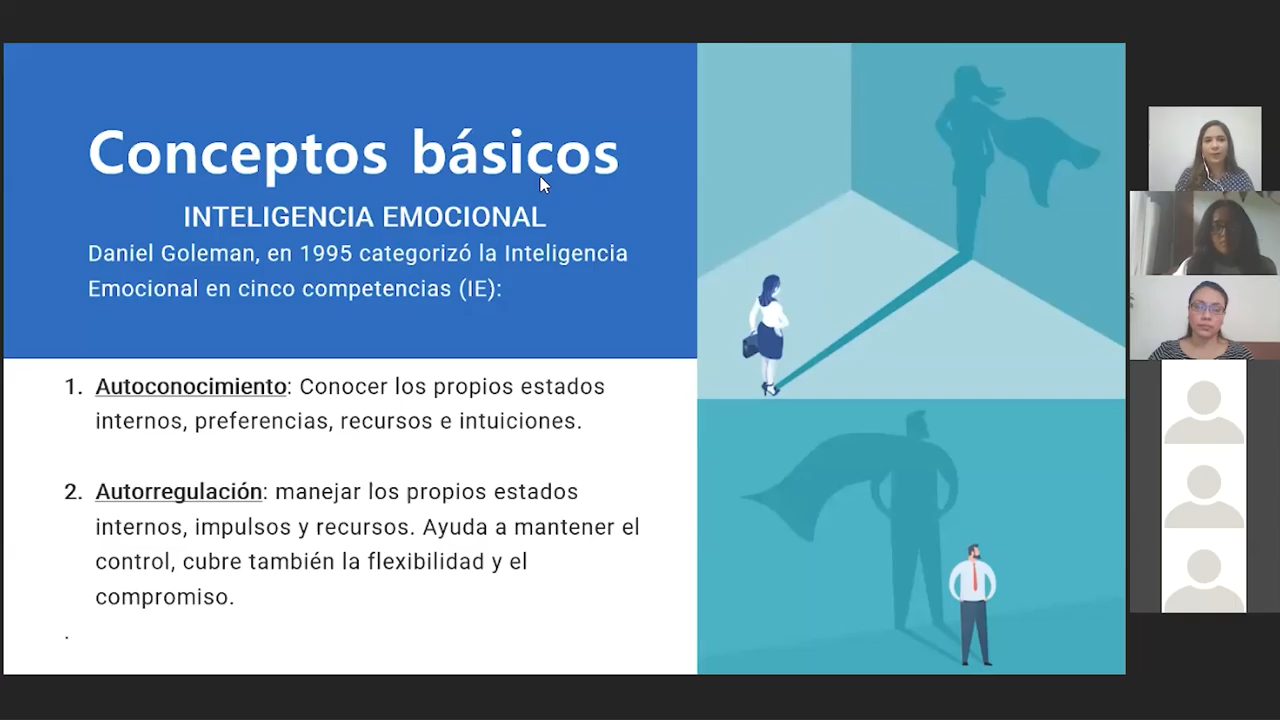 Conceptos básicos
INTELIGENCIA EMOCIONAL
Daniel Goleman, en 1995 categorizó la Inteligencia
Emocional en cinco competencias (IE):
1. Autoconocimiento: Conocer los propios estados
internos, preferencias, recursos e intuiciones.
2. Autorregulación: manejar los propios estados
internos, impulsos y recursos. Ayuda a mantener el
control, cubre también la flexibilidad y el
compromiso.
.